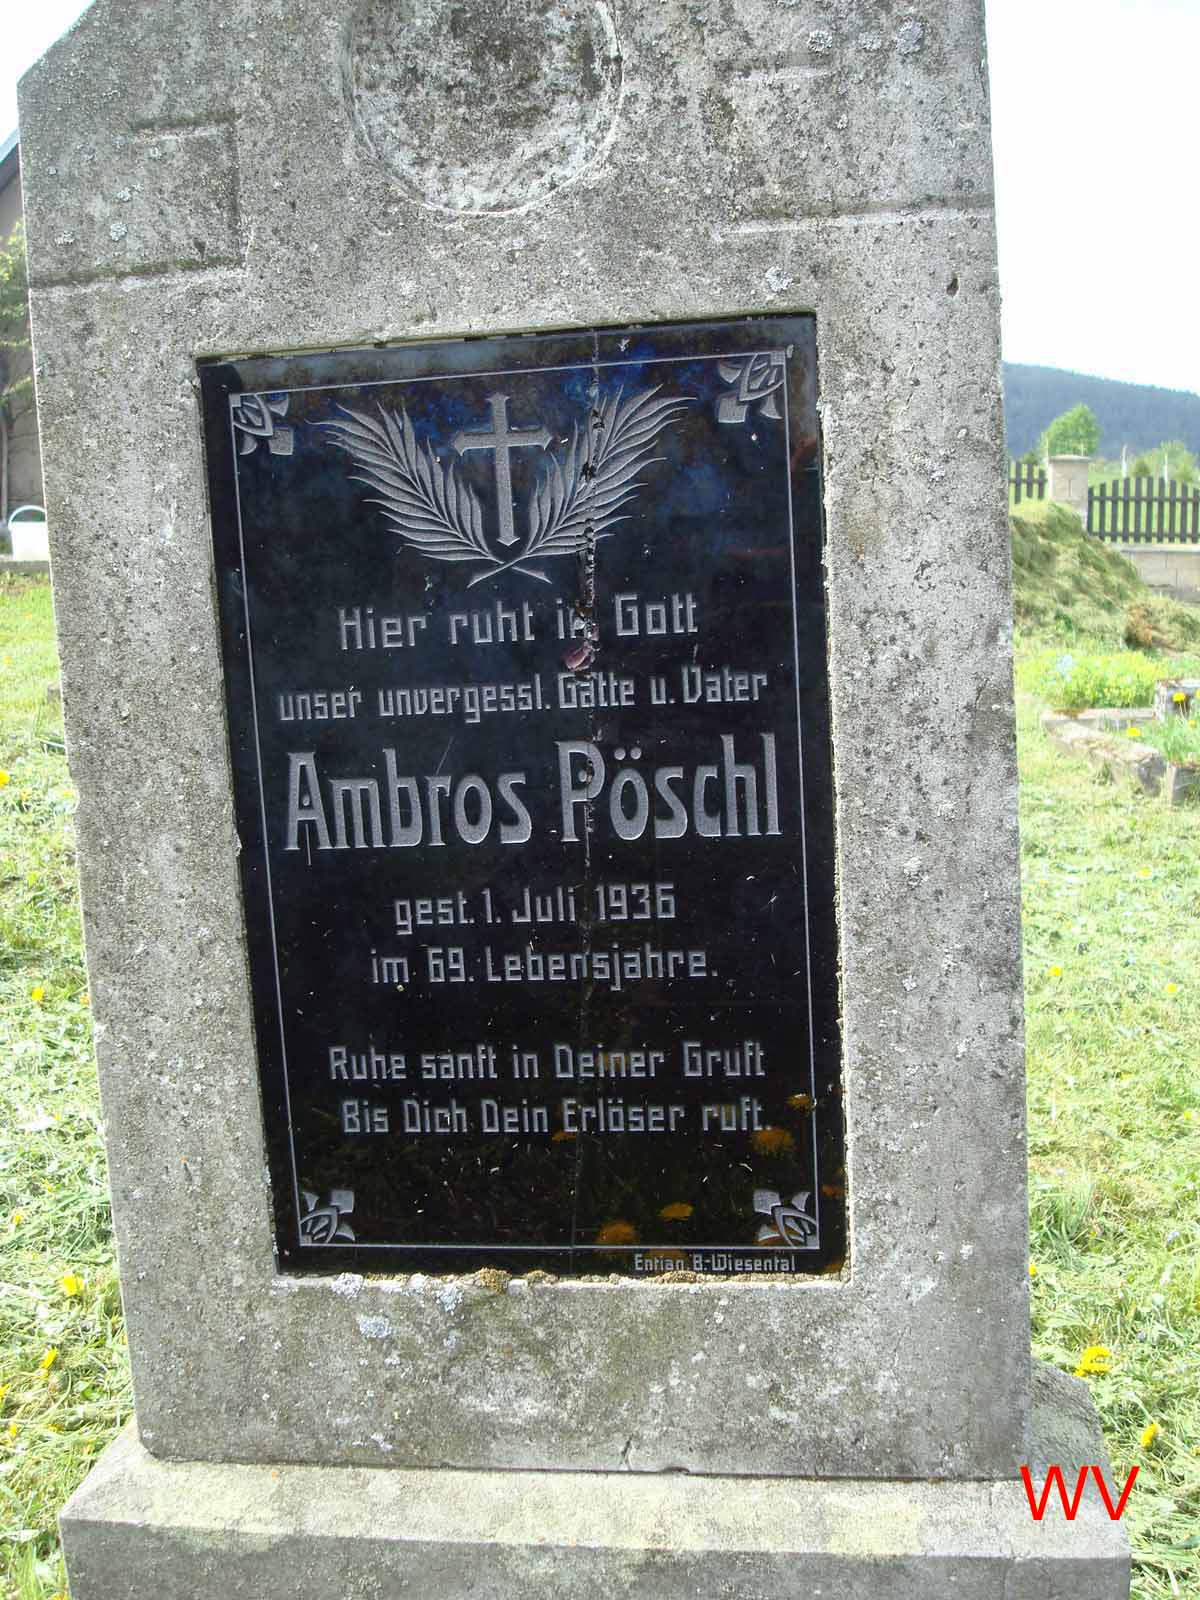 Hier ruht in Gott
unser unvergessl. Gatte u. Vater
Ambros Pöschl
gest. 1. Juli 1936
im 69. Lebensjahre.
Ruhe sanft in Deiner Gruft
Bis Dich Dein Erlöser ruft.
Entian B.-Wiesental
WV